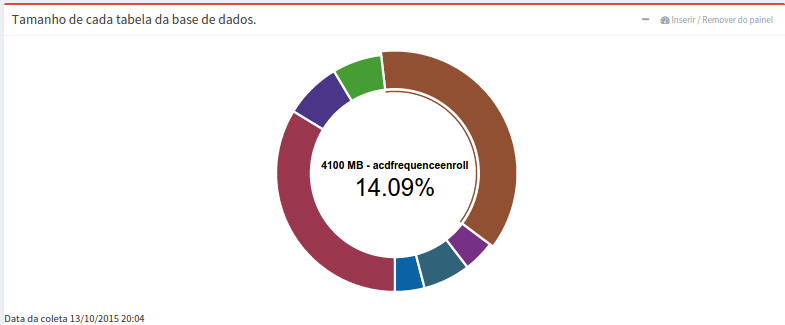 Tamanho de cada tabela da base de dados.
Inserir / Remover do painel
4100 MB - acdfrequenceenroll
14.09%
Data da coleta 13/10/2015 20:04